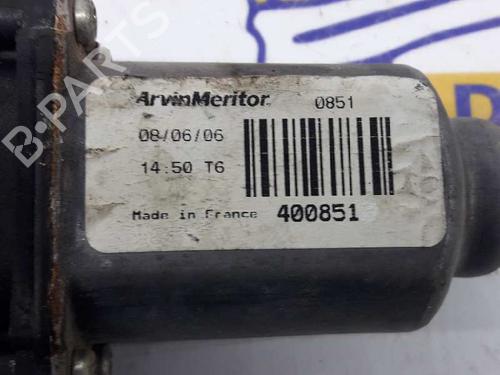 ArvinMeritor 0851
08/06/06
14:50 T6
Made in France 400851
B-PARTS